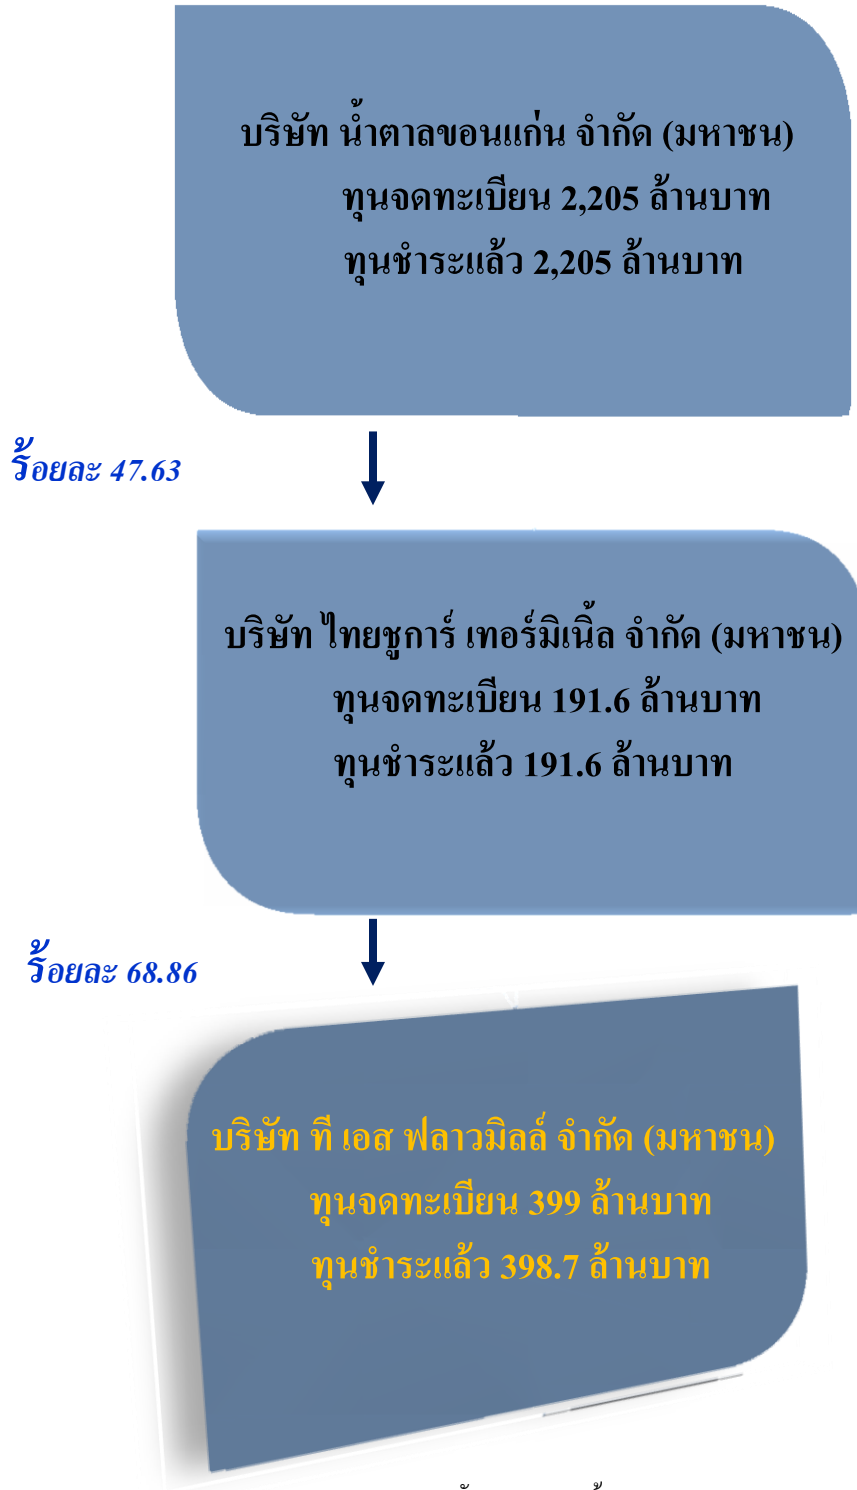 บริษัท น้ำตาลขอนแก่น จำกัด (มหาชน)
ทุนจดทะเบียน 2,205 ล้านบาท
ทุนชำระแล้ว 2,205 ล้านบาท
ร้อยละ 47.63
บริษัท ไทยชูการ์ เทอร์มิเนิ้ล จำกัด (มหาชน)
ทุนจดทะเบียน 191.6 ล้านบาท
ทุนชำระแล้ว 191.6 ล้านบาท
ร้อยละ 68.86
บริษัท ที เอส ฟลาวมิลล์ จำกัด (มหาชน)
ทุนจดทะเบียน 399 ล้านบาท
ทุนชำระแล้ว 398.7 ล้านบาท